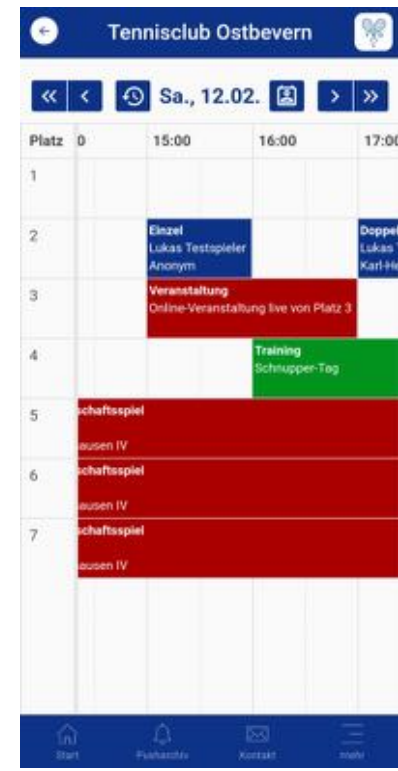 Tennisclub Ostbevern
Sa., 12.02.
Platz 0 15:00 16:00 17:00
1
2
Einzel
Lukas Testspieler
Anonym
Doppel
Lukas T
Karl-He
3
Veranstaltung
Online-Veranstaltung live von Platz 3
4
Training
Schnupper-Tag
5
schaftsspiel
ausen IV
6
schaftsspiel
ausen IV
7
schaftsspiel
ausen IV
Start Pusharchiv Kontakt mehr